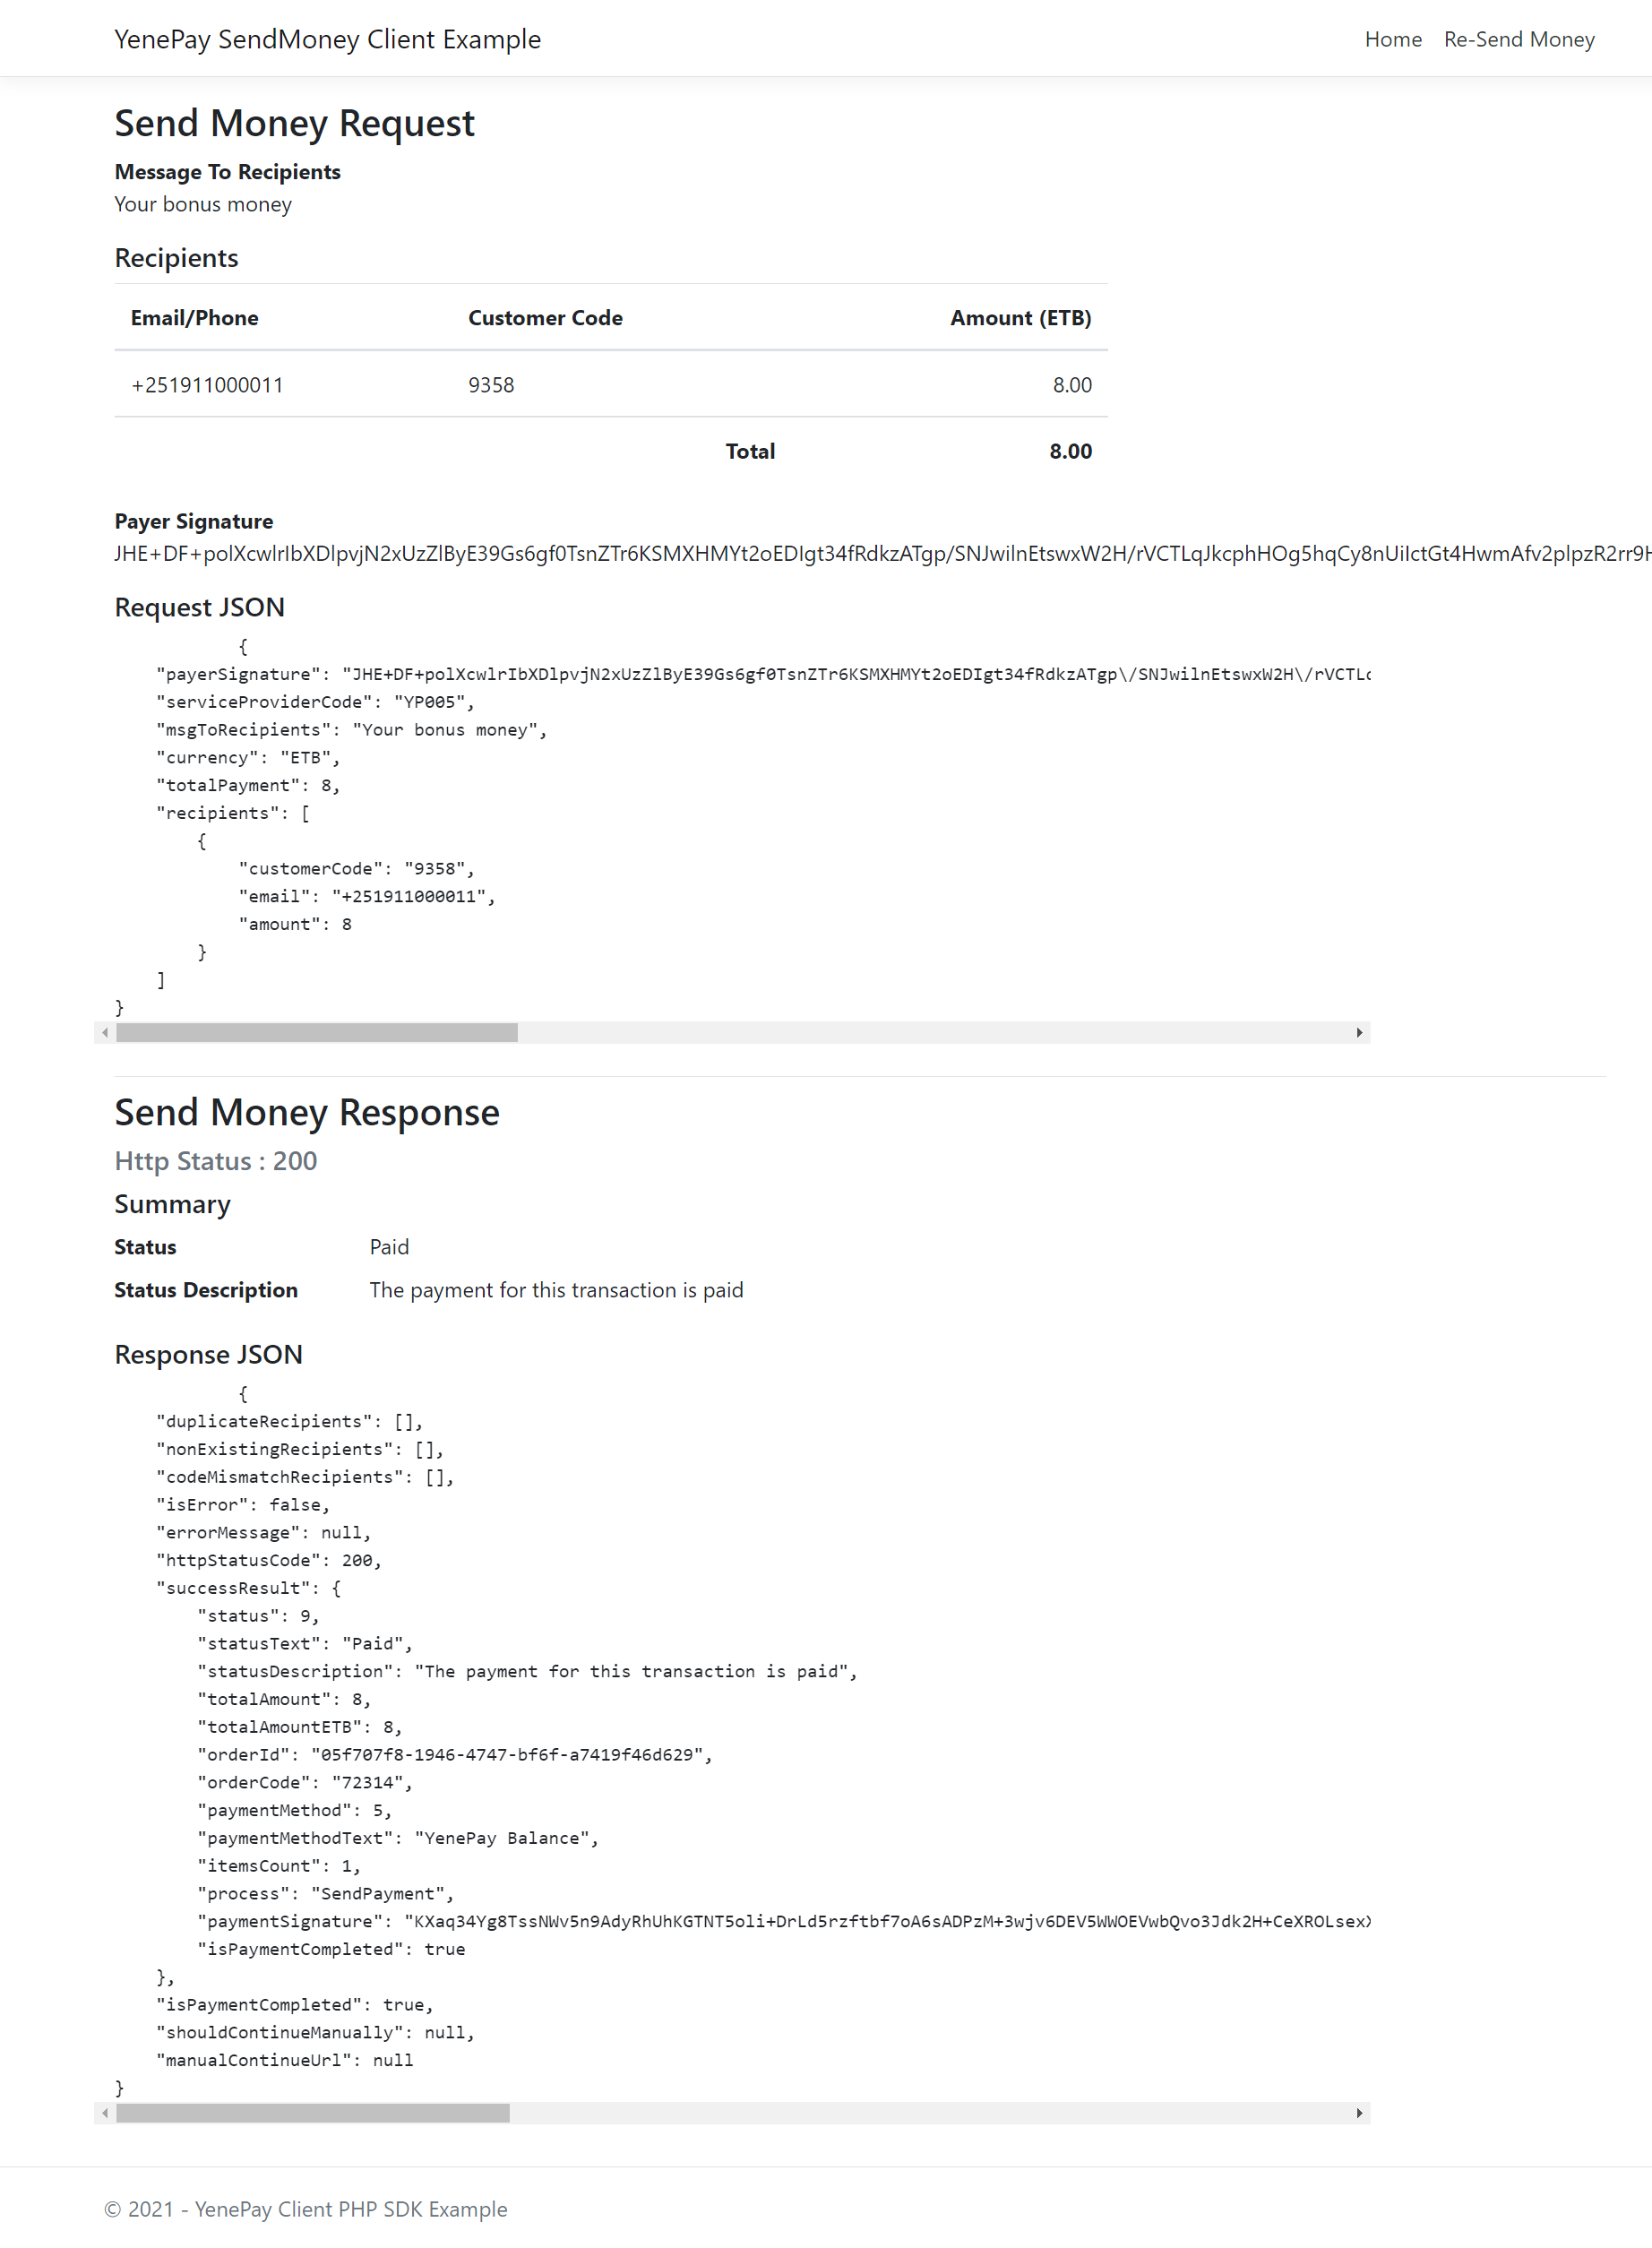 YenePay SendMoney Client Example Home Re-Send Money
Send Money Request
Message To Recipients
Your bonus money
Recipients
Email/Phone Customer Code Amount (ETB)
+251911000011 9358 8.00
Total 8.00
Payer Signature
JHE+DF+polXcwlrIbXDlpvjN2xUzZlByE39Gs6gf0TsnZTr6KSMXHMYt2oEDIgt34fRdkzATgp/SNJwilnEtswxW2H/rVCTLqJkcphHOg5hqCy8nUiIctGt4HwmAfv2plpzR2rr9H
Request JSON
{
"payerSignature": "JHE+DF+polXcwlrIbXDlpvjN2xUzZlByE39Gs6gf0TsnZTr6KSMXHMYt2oEDIgt34fRdkzATgp\/SNJwilnEtswxW2H\/rVCTLq
"serviceProviderCode": "YP005",
"msgToRecipients": "Your bonus money",
"currency": "ETB",
"totalPayment": 8,
"recipients": [
{
"customerCode": "9358",
"email": "+251911000011",
"amount": 8
}
]
}
Send Money Response
Http Status : 200
Summary
Status Paid
Status Description The payment for this transaction is paid
Response JSON
{
"duplicateRecipients": [],
"nonExistingRecipients": [],
"codeMismatchRecipients": [],
"isError": false,
"errorMessage": null,
"httpStatusCode": 200,
"successResult": {
"status": 9,
"statusText": "Paid",
"statusDescription": "The payment for this transaction is paid",
"totalAmount": 8,
"totalAmountETB": 8,
"orderId": "05f707f8-1946-4747-bf6f-a7419f46d629",
"orderCode": "72314",
"paymentMethod": 5,
"paymentMethodText": "YenePay Balance",
"itemsCount": 1,
"process": "SendPayment",
"paymentSignature": "KXaq34Yg8TssNWv5n9AdyRhUhKGTNT5oli+DrLd5rzftbf7oA6sADPzM+3wjv6DEV5WWOEVwbQvo3Jdk2H+CeXROLsexX
"isPaymentCompleted": true
},
"isPaymentCompleted": true,
"shouldContinueManually": null,
"manualContinueUrl": null
}
© 2021 - YenePay Client PHP SDK Example